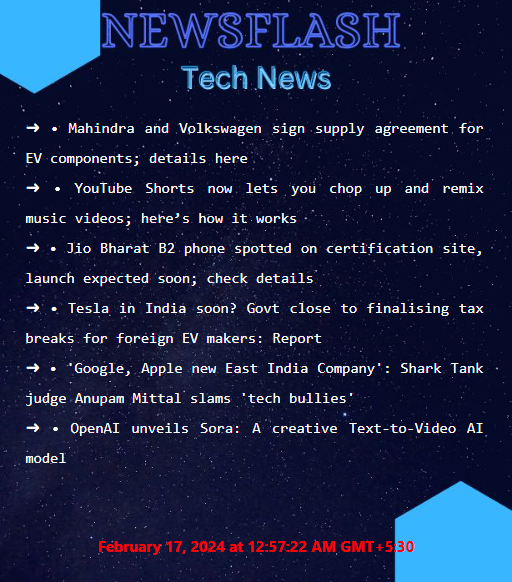 NEWSFLASH
Tech News
➜ • Mahindra and Volkswagen sign supply agreement for
EV components; details here
➜ • YouTube Shorts now lets you chop up and remix
music videos; here’s how it works
➜ • Jio Bharat B2 phone spotted on certification site,
launch expected soon; check details
➜ • Tesla in India soon? Govt close to finalising tax
breaks for foreign EV makers: Report
➜ • 'Google, Apple new East India Company': Shark Tank
judge Anupam Mittal slams 'tech bullies'
➜ • OpenAI unveils Sora: A creative Text-to-Video AI
model
February 17, 2024 at 12:57:22 AM GMT+5:30